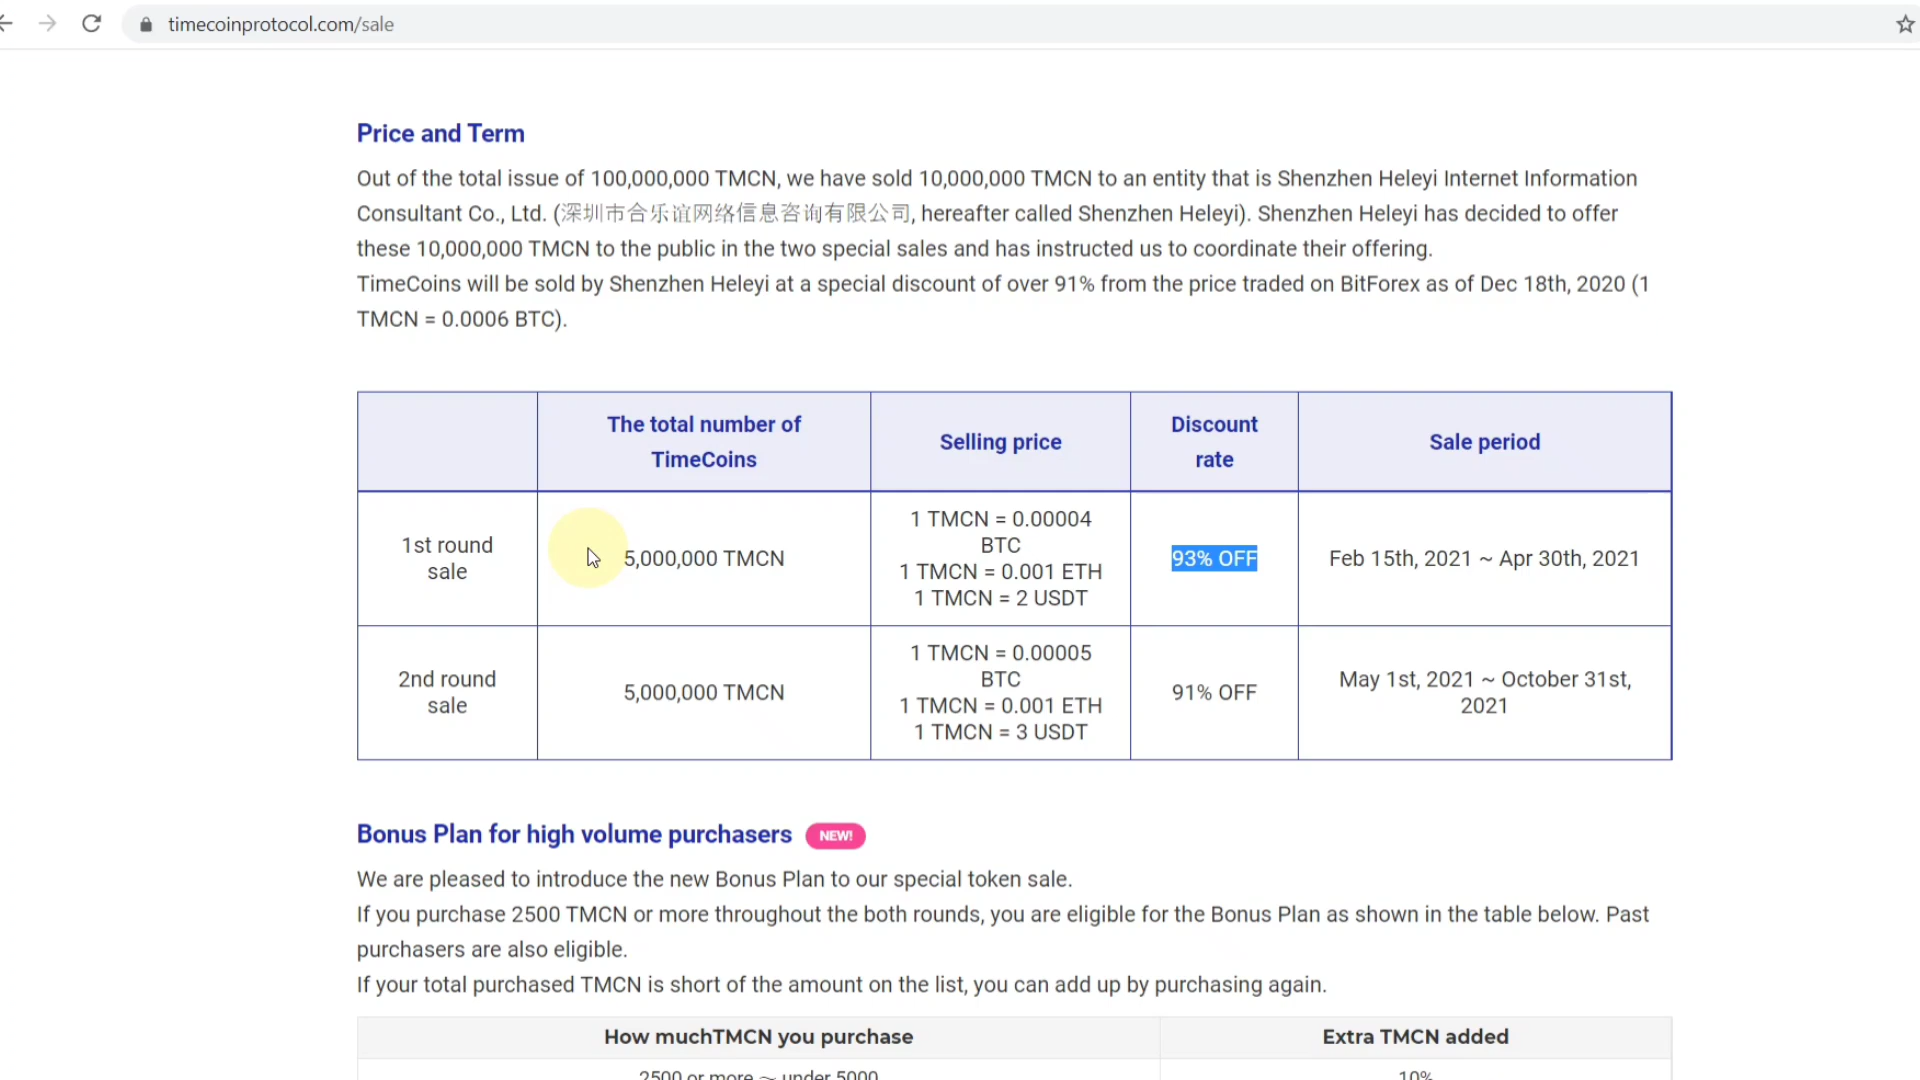 timecoinprotocol.com/sale
Price and Term
Out of the total issue of 100,000,000 TMCN, we have sold 10,000,000 TMCN to an entity that is Shenzhen Heleyi Internet Information
Consultant Co., Ltd. (深圳市合乐谊网络信息咨询有限公司, hereafter called Shenzhen Heleyi). Shenzhen Heleyi has decided to offer
these 10,000,000 TMCN to the public in the two special sales and has instructed us to coordinate their offering.
TimeCoins will be sold by Shenzhen Heleyi at a special discount of over 91% from the price traded on BitForex as of Dec 18th, 2020 (1
TMCN = 0.0006 BTC).
The total number of
TimeCoins
Selling price
Discount
rate
Sale period
1st round
sale
5,000,000 TMCN
1 TMCN = 0.00004
BTC
1 TMCN = 0.001 ETH
1 TMCN = 2 USDT
93% OFF
Feb 15th, 2021 ~ Apr 30th, 2021
2nd round
sale
5,000,000 TMCN
1 TMCN = 0.00005
BTC
1 TMCN = 0.001 ETH
1 TMCN = 3 USDT
91% OFF
May 1st, 2021 ~ October 31st,
2021
Bonus Plan for high volume purchasers NEW!
We are pleased to introduce the new Bonus Plan to our special token sale.
If you purchase 2500 TMCN or more throughout the both rounds, you are eligible for the Bonus Plan as shown in the table below. Past
purchasers are also eligible.
If your total purchased TMCN is short of the amount on the list, you can add up by purchasing again.
How muchTMCN you purchase
Extra TMCN added
2500 or more ~ under 5000
10%